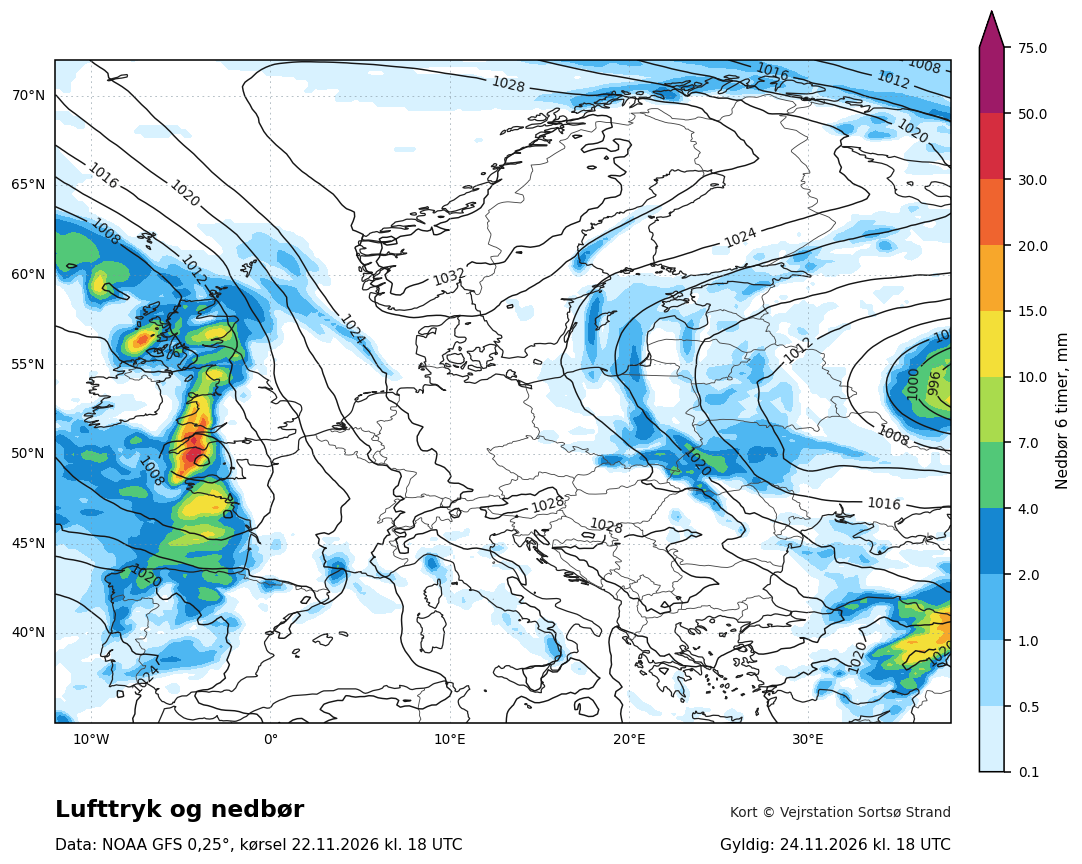 1008
1016
1012
1016
1028
1020
1020
1016
1020
1008
1012
1024
1032
1024
1012
1000
996
1008
1008
1020
1016
1028
1028
1020
1024
1020
1020
70°N
65°N
60°N
55°N
50°N
45°N
40°N
10°W
0°
10°E
20°E
30°E
75.0
50.0
30.0
20.0
15.0
10.0
7.0
4.0
2.0
1.0
0.5
0.1
Nedbør 6 timer, mm
Lufttryk og nedbør
Kort © Vejrstation Sortsø Strand
Data: NOAA GFS 0,25°, kørsel 22.11.2026 kl. 18 UTC
Gyldig: 24.11.2026 kl. 18 UTC